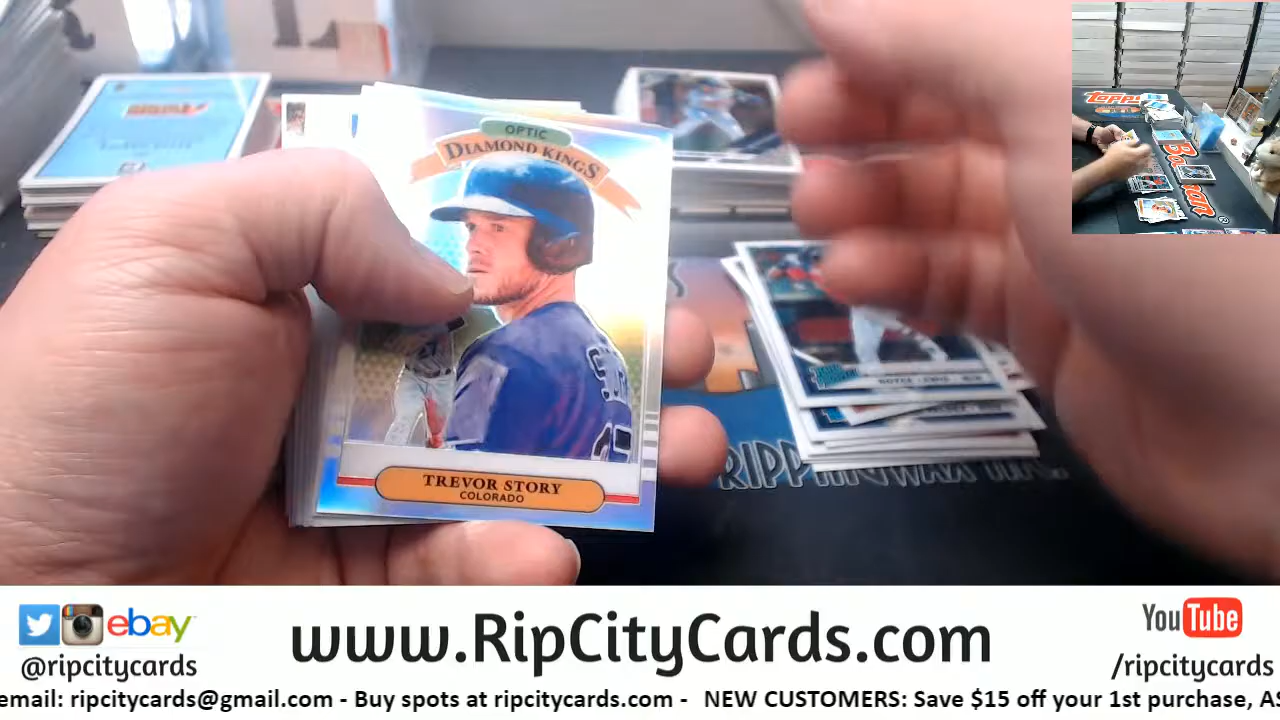 OPTIC
DIAMOND KINGS
TREVOR STORY
COLORADO
ebay
@ripcitycards
www.RipCityCards.com
YouTube
/ripcitycards
email: ripcitycards@gmail.com - Buy spots at ripcitycards.com - NEW CUSTOMERS: Save $15 off your 1st purchase, AS